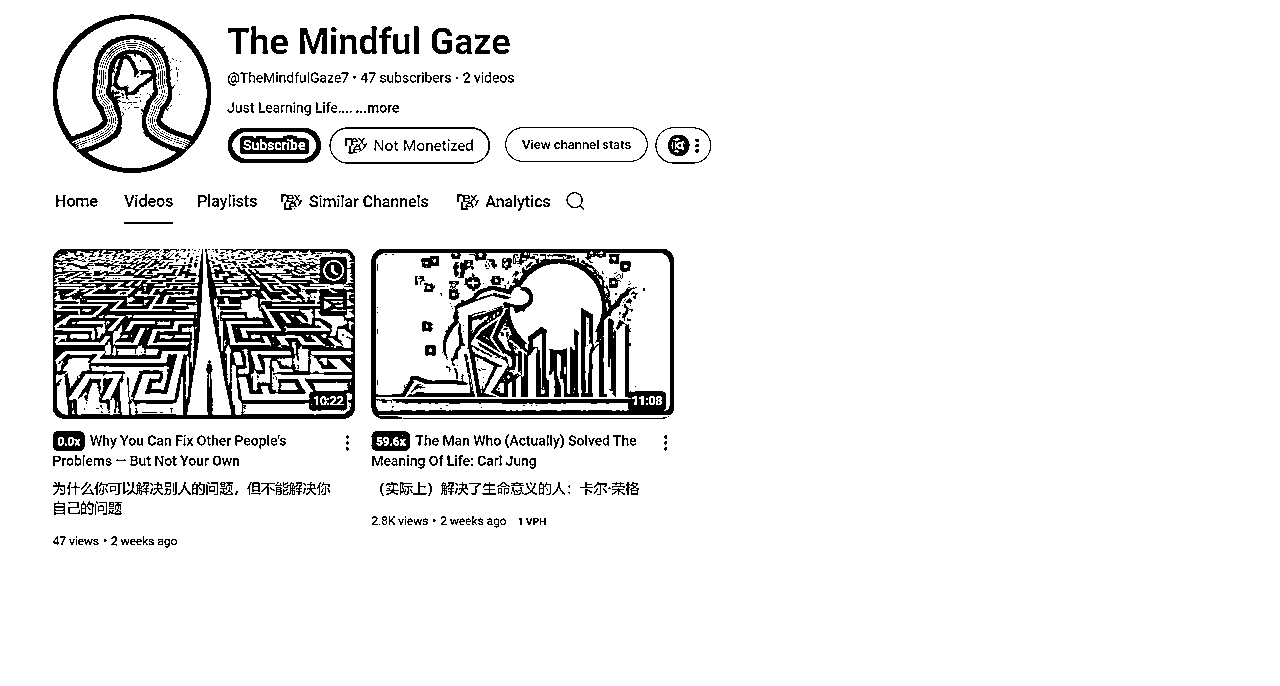 The Mindful Gaze
@TheMindfulGaze7 • 47 subscribers • 2 videos
Just Learning Life.... ...more
Subscribe
Not Monetized
View channel stats
Home
Videos
Playlists
Similar Channels
Analytics
10:22
11:08
0.0x Why You Can Fix Other People's
Problems — But Not Your Own
为什么你可以解决别人的问题，但不能解决你
自己的问题
47 views • 2 weeks ago
59.6x The Man Who (Actually) Solved The
Meaning Of Life: Carl Jung
（实际上）解决了生命意义的人：卡尔·荣格
2.8K views • 2 weeks ago 1 VPH